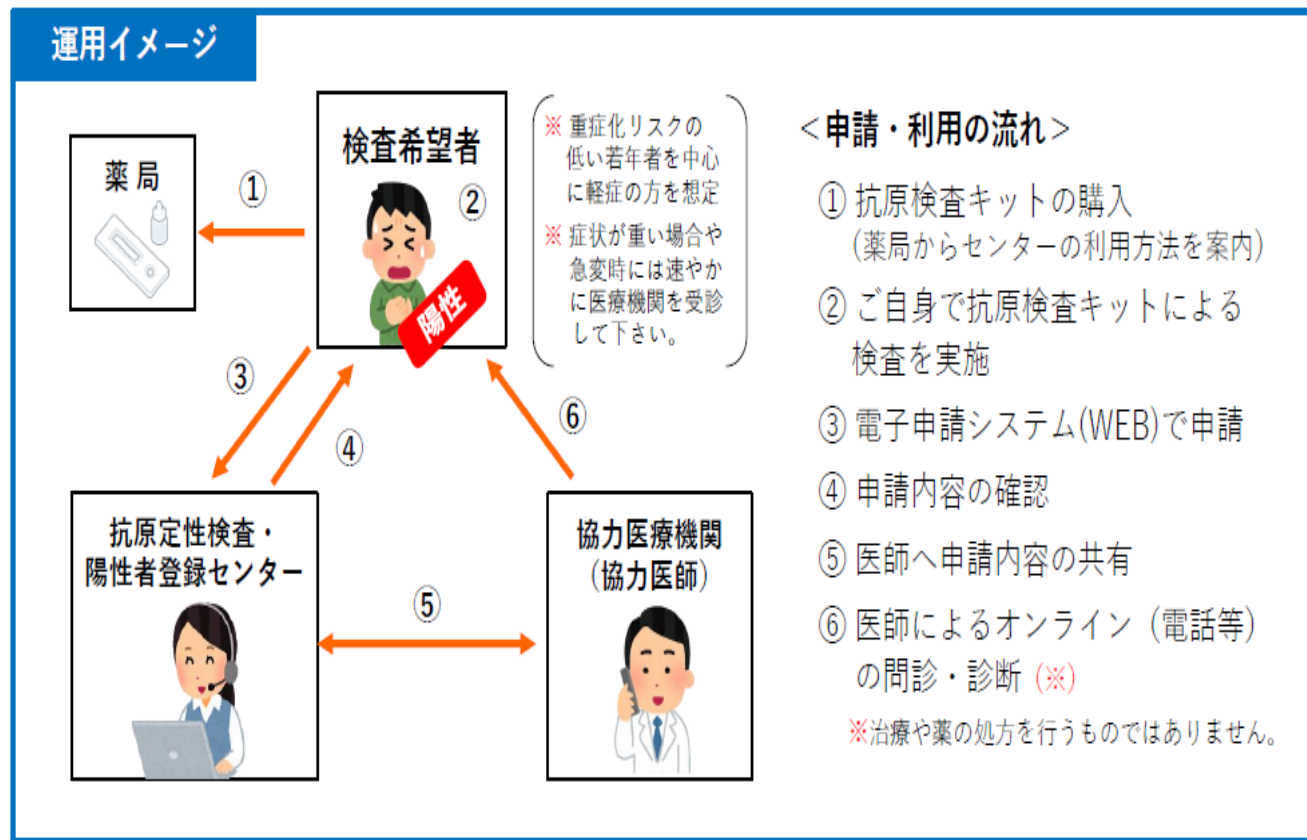 運用イメージ
薬局
①
検査希望者
②
陽性
※ 重症化リスクの
低い若年者を中心
に軽症の方を想定
※ 症状が重い場合や
急変時には速やか
に医療機関を受診
して下さい。
③
④
⑥
抗原定性検査・
陽性者登録センター
⑤
協力医療機関
(協力医師)
＜申請・利用の流れ＞
① 抗原検査キットの購入
(薬局からセンターの利用方法を案内)
② ご自身で抗原検査キットによる
検査を実施
③ 電子申請システム(WEB)で申請
④ 申請内容の確認
⑤ 医師へ申請内容の共有
⑥ 医師によるオンライン（電話等）
の問診・診断 (※)
※治療や薬の処方を行うものではありません。